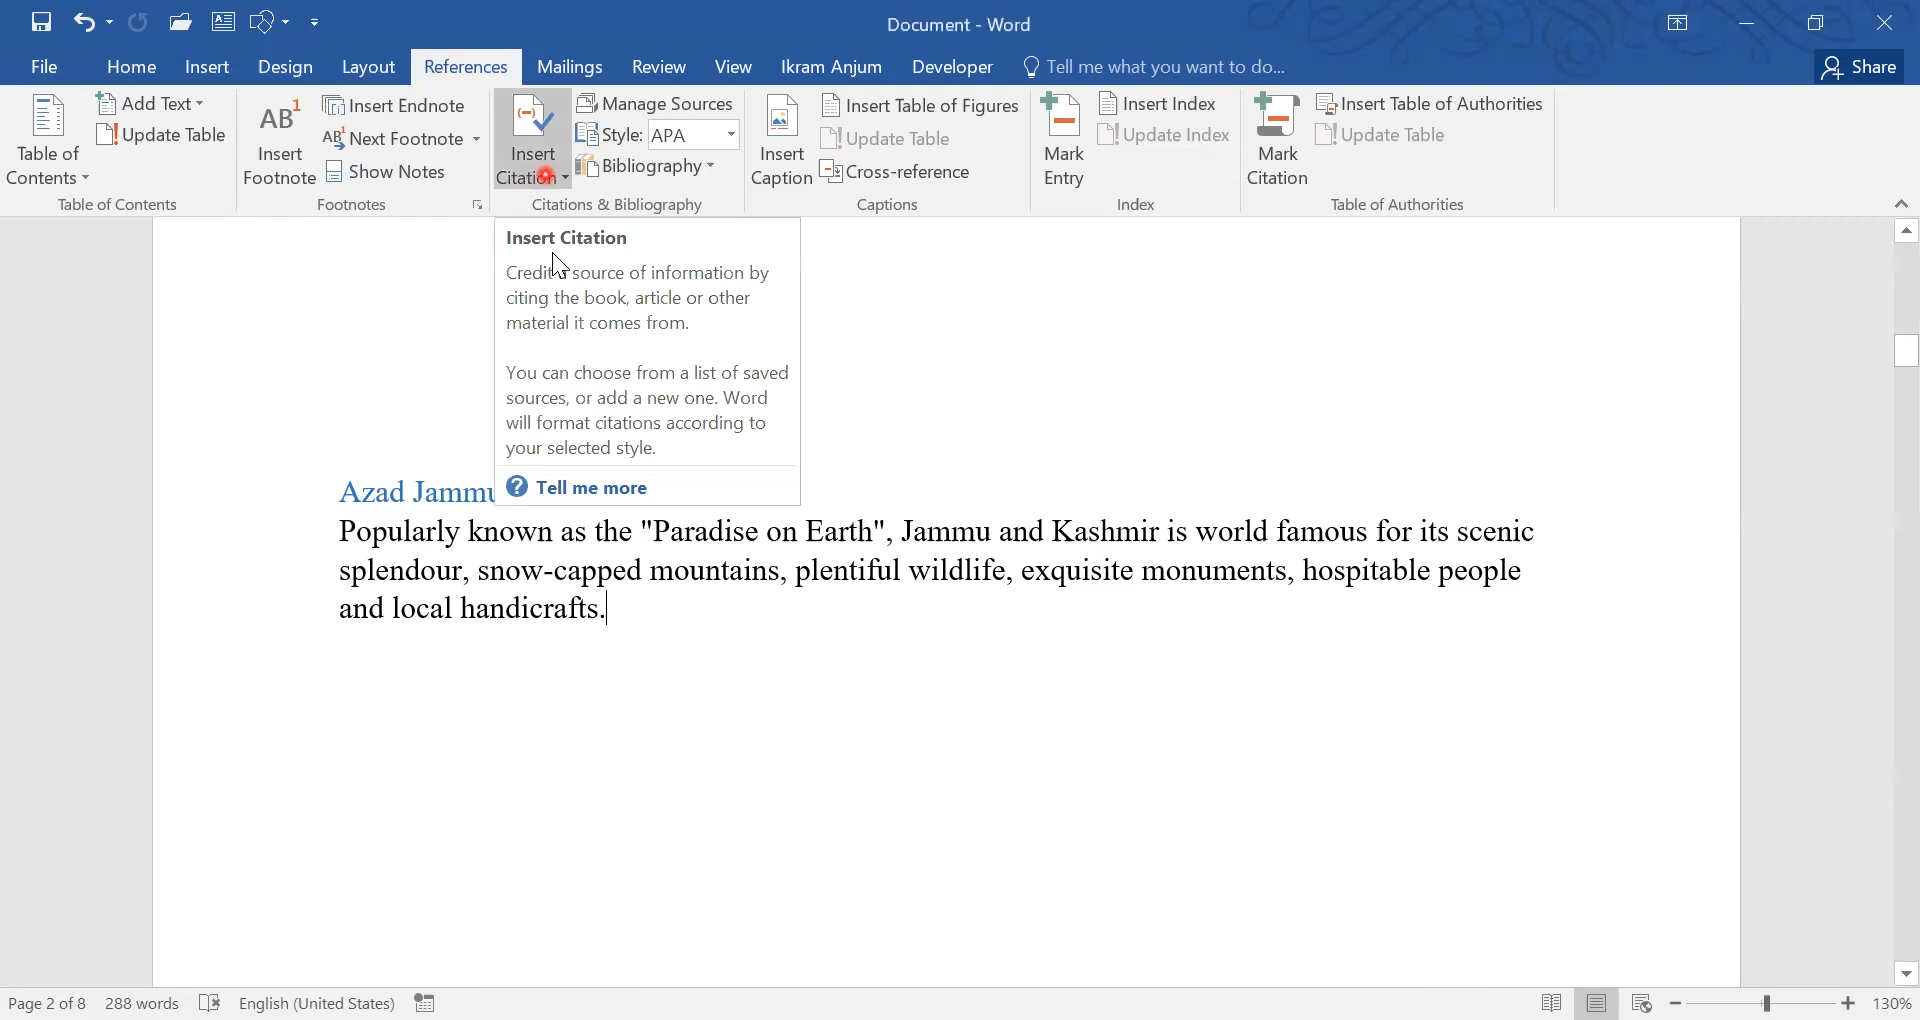 Document - Word
File Home Insert Design Layout References Mailings Review View Ikram Anjum Developer Tell me what you want to do... Share
Table of Contents
Add Text
Update Table
Table of Contents
AB1
Insert Footnote
Insert Endnote
AB1 Next Footnote
Show Notes
Footnotes
Insert Citation
Manage Sources
Style: APA
Bibliography
Citations & Bibliography
Insert Caption
Insert Table of Figures
Update Table
Cross-reference
Captions
Mark Entry
Insert Index
Update Index
Index
Mark Citation
Insert Table of Authorities
Update Table
Table of Authorities
Insert Citation
Credit source of information by
citing the book, article or other
material it comes from.
You can choose from a list of saved
sources, or add a new one. Word
will format citations according to
your selected style.
? Tell me more
Azad Jammu
Popularly known as the "Paradise on Earth", Jammu and Kashmir is world famous for its scenic
splendour, snow-capped mountains, plentiful wildlife, exquisite monuments, hospitable people
and local handicrafts.
Page 2 of 8 288 words English (United States) 130%